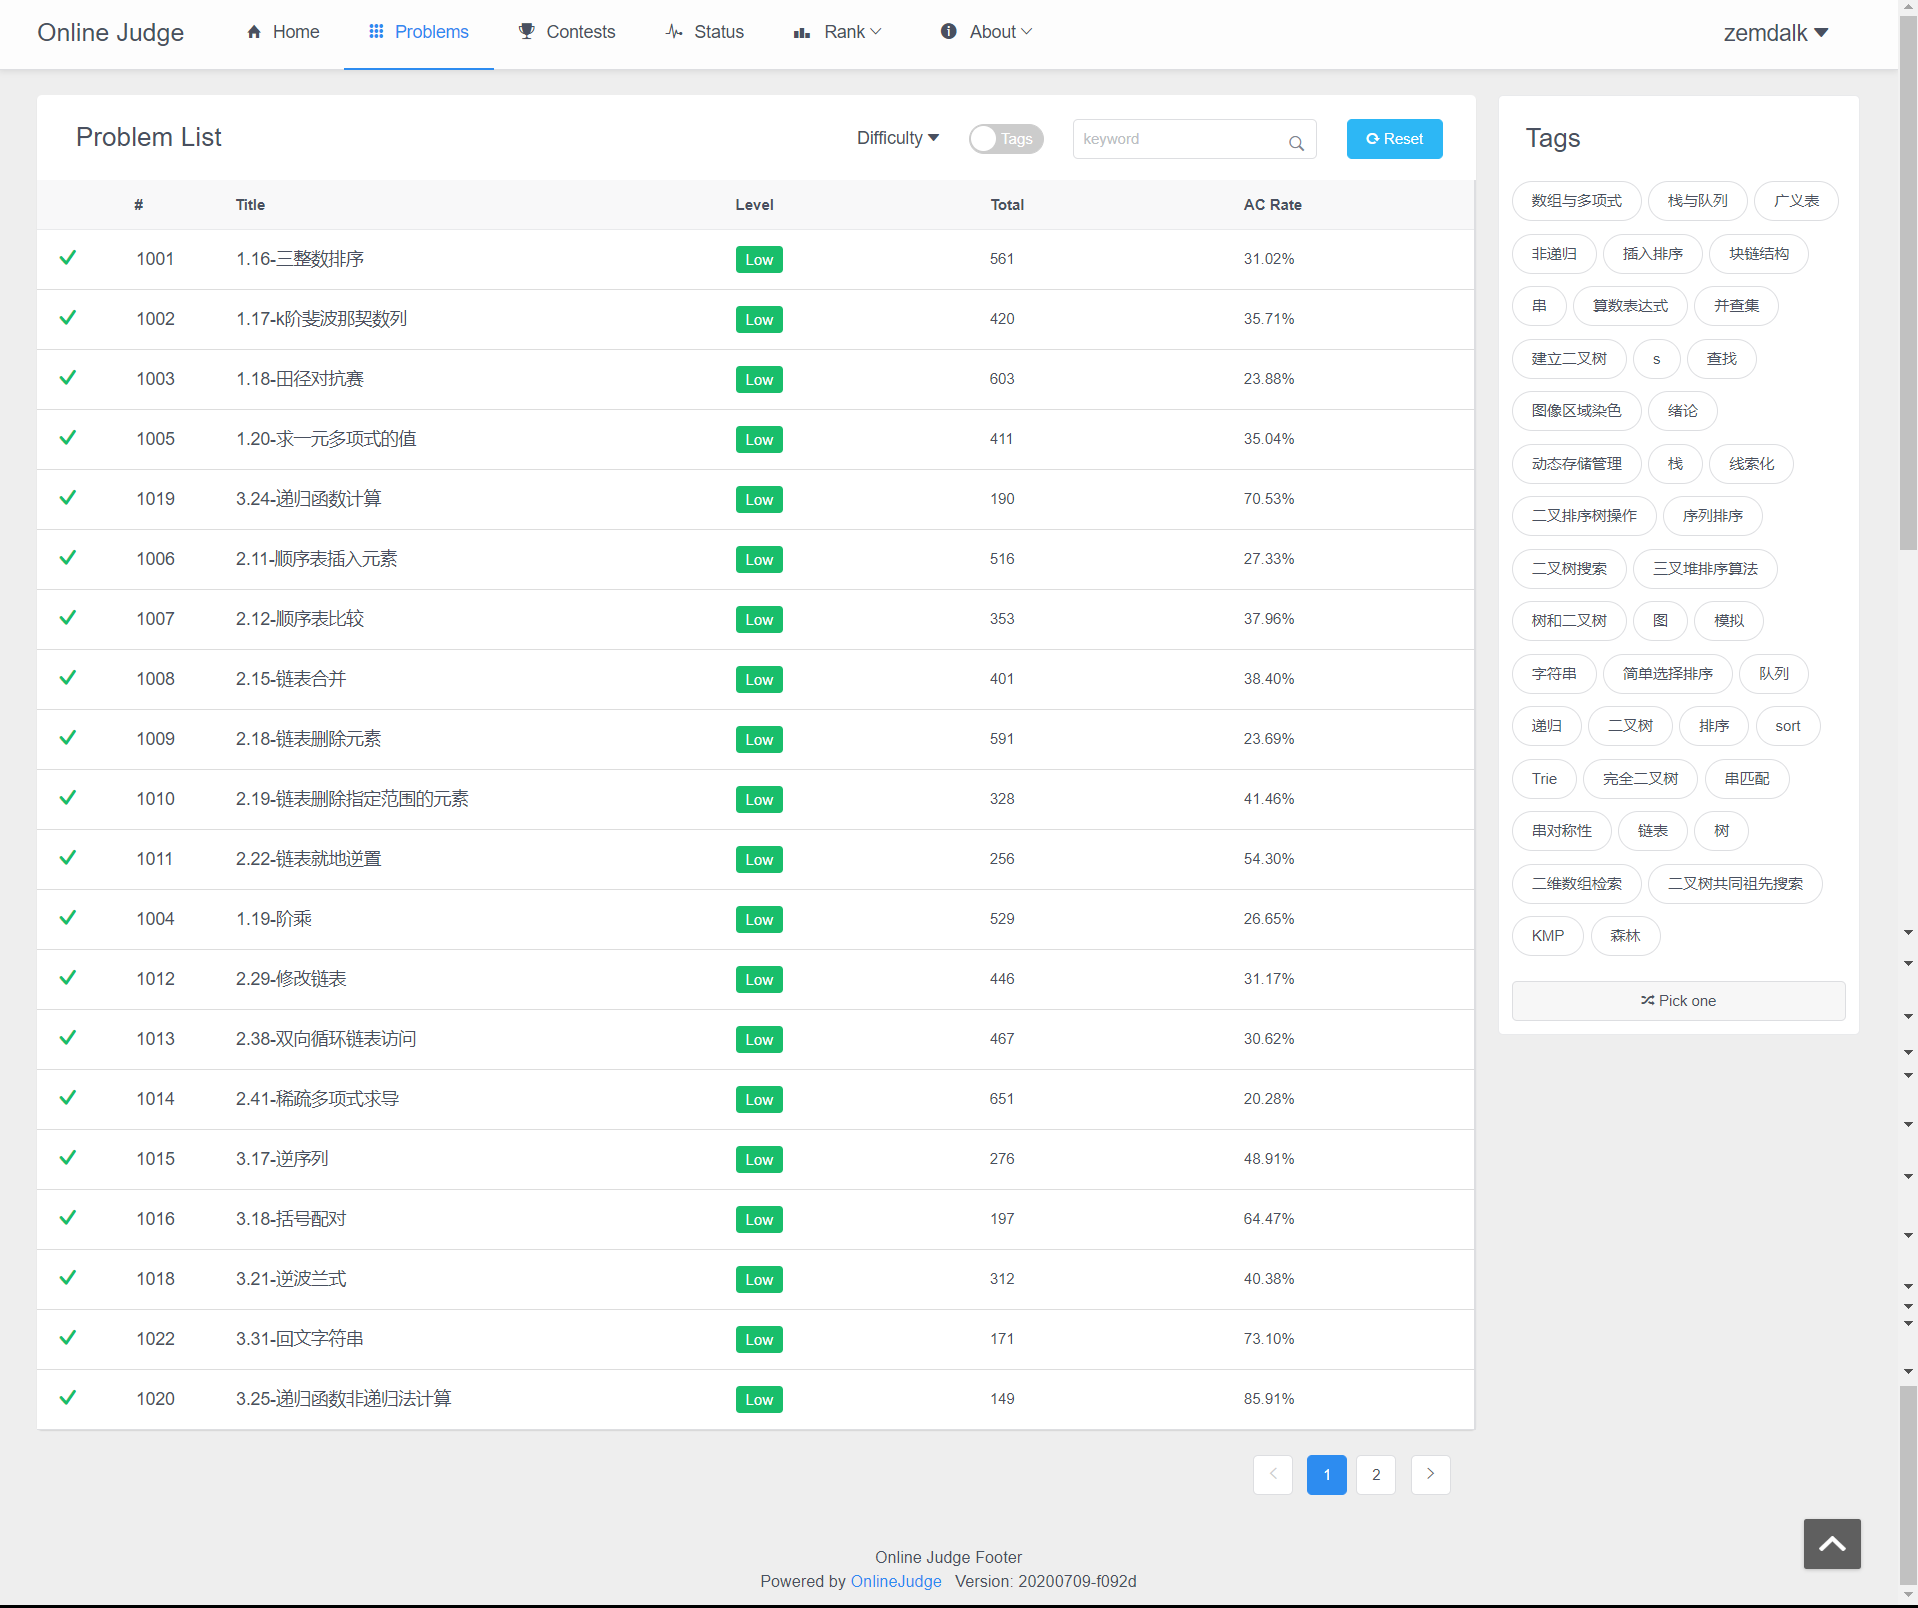 Online Judge Home Problems Contests Status Rank About zemdalk
Problem List Difficulty Tags keyword Reset
# Title Level Total AC Rate
1001 1.16-三整数排序 Low 561 31.02%
1002 1.17-k阶斐波那契数列 Low 420 35.71%
1003 1.18-田径对抗赛 Low 603 23.88%
1005 1.20-求一元多项式的值 Low 411 35.04%
1019 3.24-递归函数计算 Low 190 70.53%
1006 2.11-顺序表插入元素 Low 516 27.33%
1007 2.12-顺序表比较 Low 353 37.96%
1008 2.15-链表合并 Low 401 38.40%
1009 2.18-链表删除元素 Low 591 23.69%
1010 2.19-链表删除指定范围的元素 Low 328 41.46%
1011 2.22-链表就地逆置 Low 256 54.30%
1004 1.19-阶乘 Low 529 26.65%
1012 2.29-修改链表 Low 446 31.17%
1013 2.38-双向循环链表访问 Low 467 30.62%
1014 2.41-稀疏多项式求导 Low 651 20.28%
1015 3.17-逆序列 Low 276 48.91%
1016 3.18-括号配对 Low 197 64.47%
1018 3.21-逆波兰式 Low 312 40.38%
1022 3.31-回文字符串 Low 171 73.10%
1020 3.25-递归函数非递归法计算 Low 149 85.91%
1 2
Tags
数组与多项式 栈与队列 广义表
非递归 插入排序 块链结构
串 算数表达式 并查集
建立二叉树 s 查找
图像区域染色 绪论
动态存储管理 栈 线索化
二叉排序树操作 序列排序
二叉树搜索 三叉堆排序算法
树和二叉树 图 模拟
字符串 简单选择排序 队列
递归 二叉树 排序 sort
Trie 完全二叉树 串匹配
串对称性 链表 树
二维数组检索 二叉树共同祖先搜索
KMP 森林
Pick one
Online Judge Footer
Powered by OnlineJudge Version: 20200709-f092d